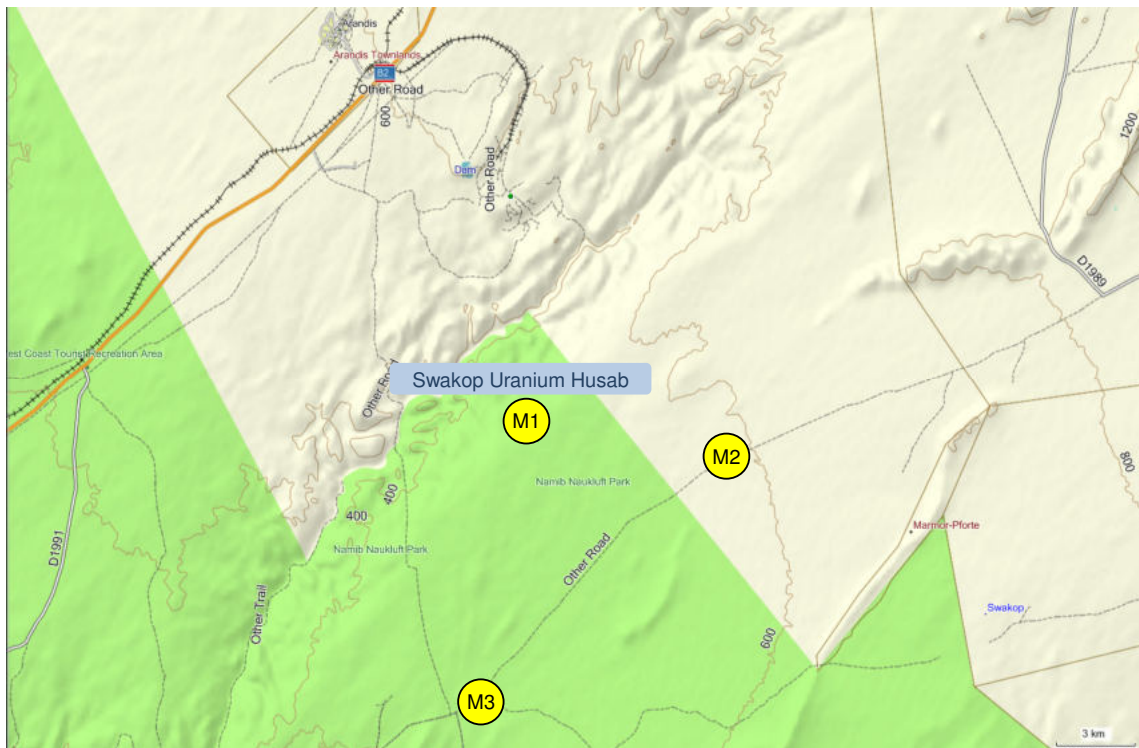 Arandis
Arandis Townlands
B2
Other Road
600
1200
Dam
Other Road
D1989
est Coast Tourist Recreation Area
Other Road
Swakop Uranium Husab
M1
M2
800
Namib Naukluft Park
400
400
Marmor-Pforte
D1991
Namib Naukluft Park
Other Road
Other Trail
Swakop
600
M3
3 km